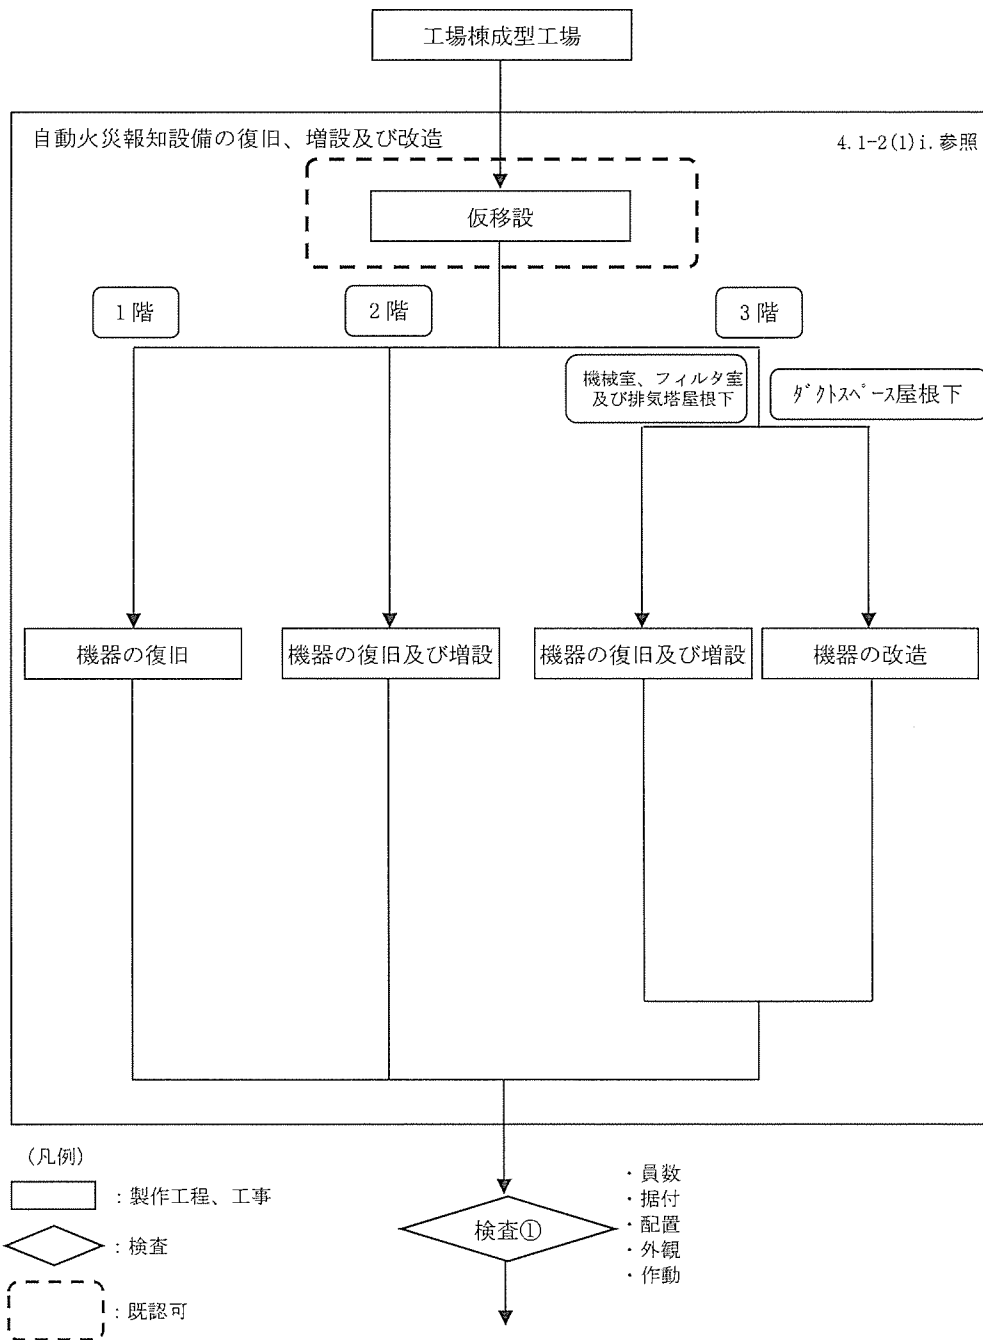 工場棟成型工場
自動火災報知設備の復旧、増設及び改造
4.1-2(1)i.参照
仮移設
1階
2階
3階
機械室、フィルタ室
及び排気塔屋根下
ﾀﾞｸﾄｽﾍﾟｰｽ屋根下
機器の復旧
機器の復旧及び増設
機器の復旧及び増設
機器の改造
(凡例)
：製作工程、工事
：検査
：既認可
検査①
・員数
・据付
・配置
・外観
・作動